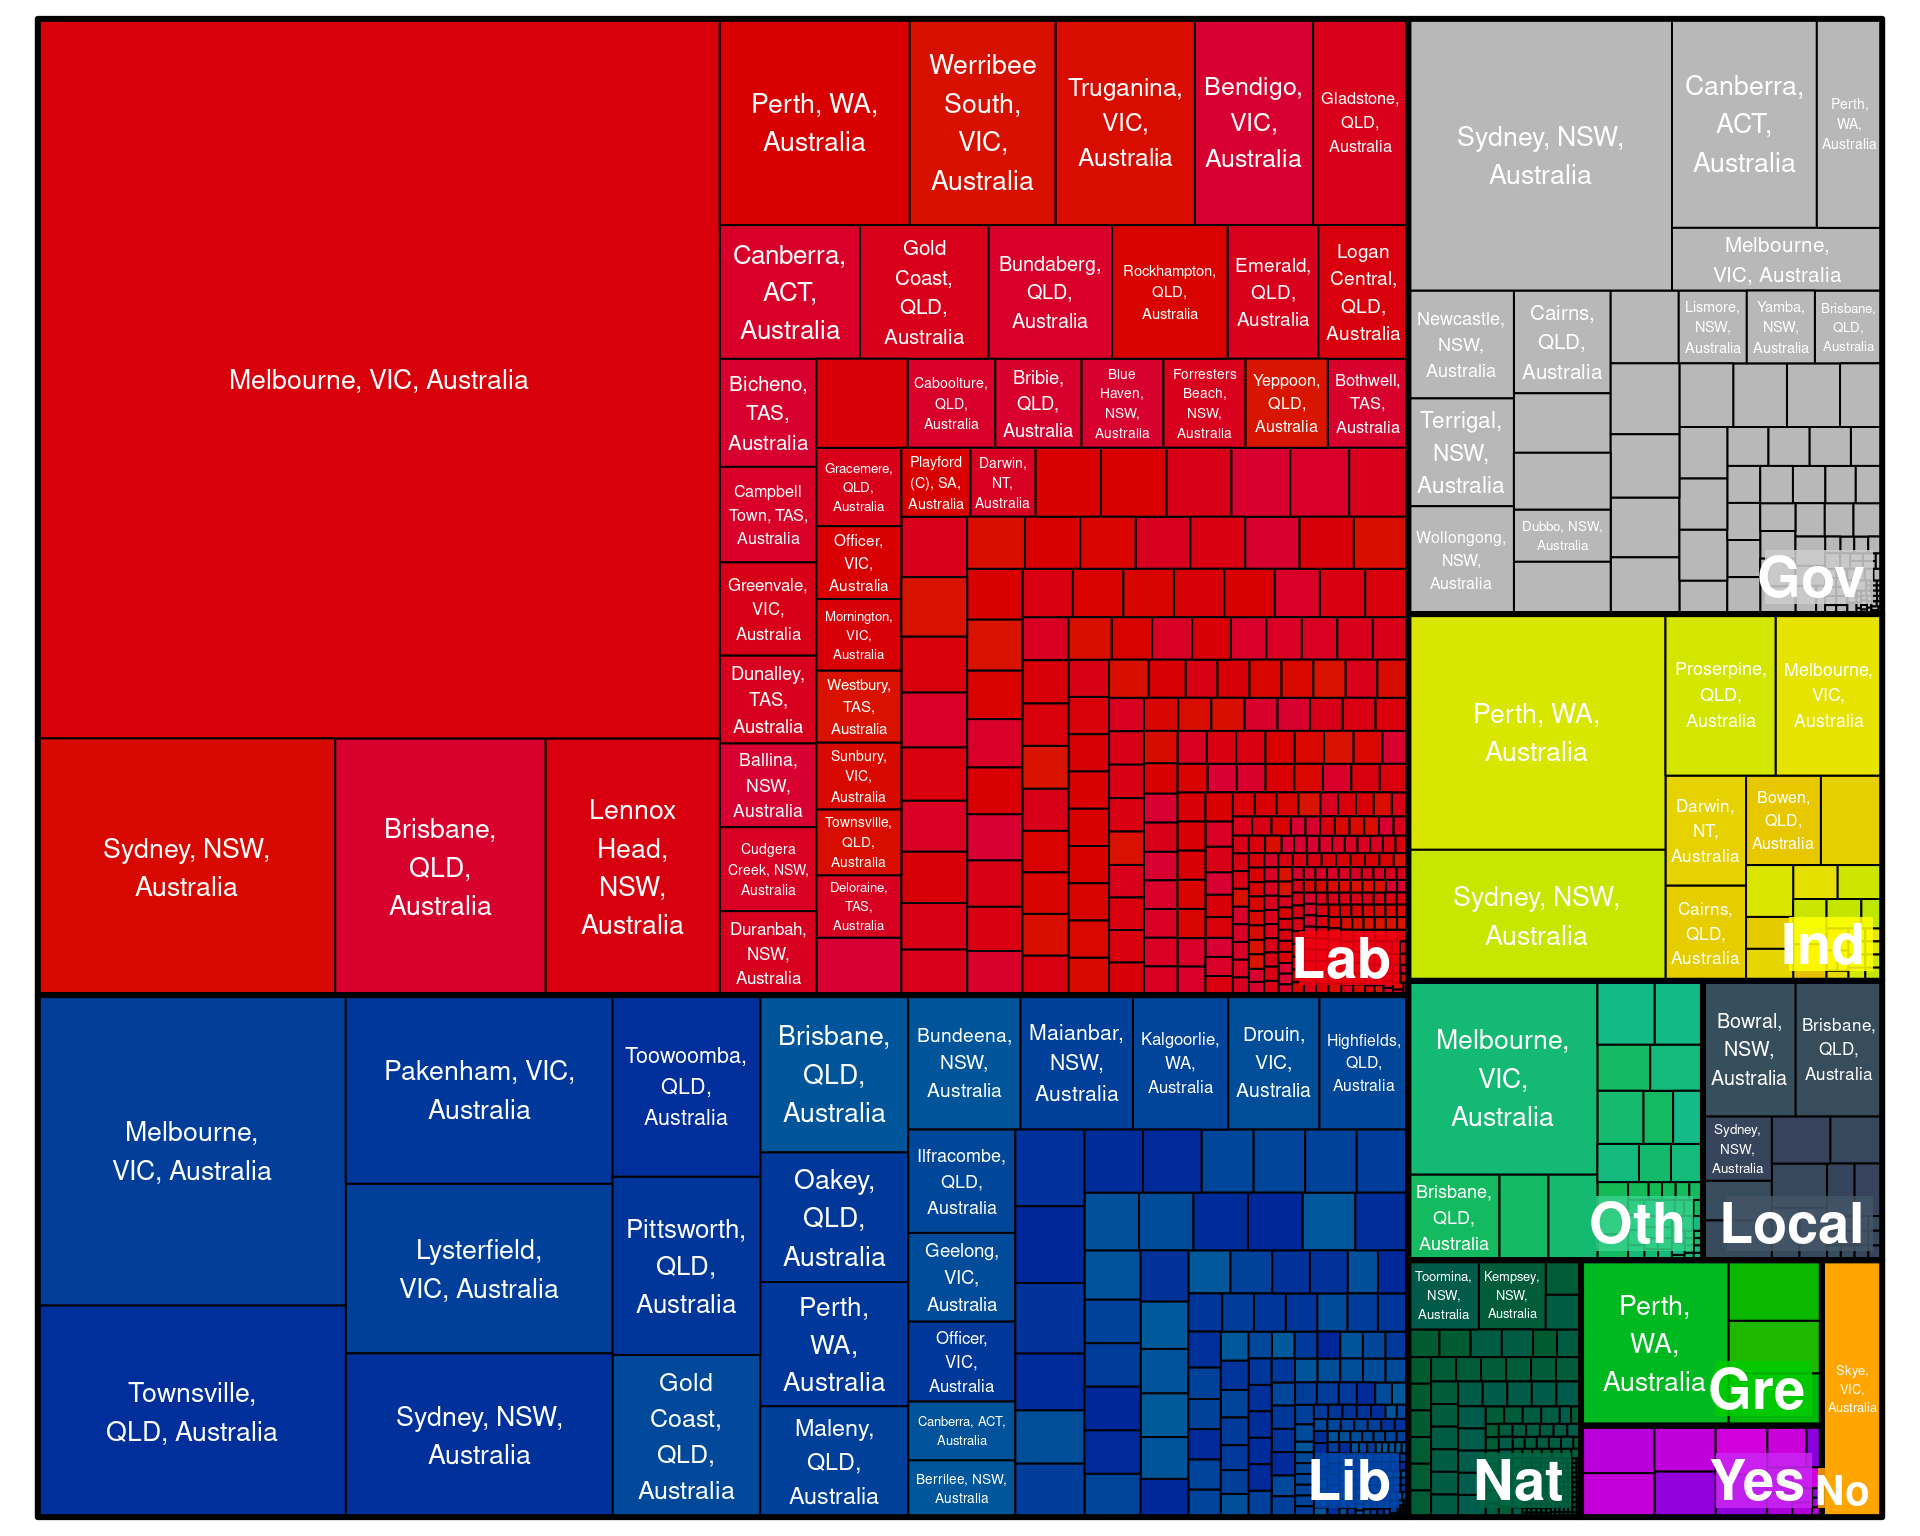 Melbourne, VIC, Australia
Sydney, NSW,
Australia
Brisbane,
QLD,
Australia
Lennox
Head,
NSW,
Australia
Perth, WA,
Australia
Werribee
South,
VIC,
Australia
Truganina,
VIC,
Australia
Bendigo,
VIC,
Australia
Gladstone,
QLD,
Australia
Canberra,
ACT,
Australia
Gold
Coast,
QLD,
Australia
Bundaberg,
QLD,
Australia
Rockhampton,
QLD,
Australia
Emerald,
QLD,
Australia
Logan
Central,
QLD,
Australia
Bicheno,
TAS,
Australia
Campbell
Town, TAS,
Australia
Greenvale,
VIC,
Australia
Dunalley,
TAS,
Australia
Ballina,
NSW,
Australia
Cudgera
Creek, NSW,
Australia
Duranbah,
NSW,
Australia
Gracemere,
QLD,
Australia
Officer,
VIC,
Australia
Mornington,
VIC,
Australia
Westbury,
TAS,
Australia
Sunbury,
VIC,
Australia
Townsville,
QLD,
Australia
Deloraine,
TAS,
Australia
Caboolture,
QLD,
Australia
Bribie,
QLD,
Australia
Blue
Haven,
NSW,
Australia
Forresters
Beach,
NSW,
Australia
Yeppoon,
QLD,
Australia
Bothwell,
TAS,
Australia
Playford
(C), SA,
Australia
Darwin,
NT,
Australia
Lab
Melbourne,
VIC, Australia
Townsville,
QLD, Australia
Pakenham, VIC,
Australia
Lysterfield,
VIC, Australia
Sydney, NSW,
Australia
Toowoomba,
QLD,
Australia
Pittsworth,
QLD,
Australia
Gold
Coast,
QLD,
Australia
Brisbane,
QLD,
Australia
Oakey,
QLD,
Australia
Perth,
WA,
Australia
Maleny,
QLD,
Australia
Bundeena,
NSW,
Australia
Maianbar,
NSW,
Australia
Kalgoorlie,
WA,
Australia
Drouin,
VIC,
Australia
Highfields,
QLD,
Australia
Ilfracombe,
QLD,
Australia
Geelong,
VIC,
Australia
Officer,
VIC,
Australia
Canberra, ACT,
Australia
Berrilee, NSW,
Australia
Lib
Sydney, NSW,
Australia
Canberra,
ACT,
Australia
Perth,
WA,
Australia
Melbourne,
VIC, Australia
Newcastle,
NSW,
Australia
Terrigal,
NSW,
Australia
Wollongong,
NSW,
Australia
Cairns,
QLD,
Australia
Dubbo, NSW,
Australia
Lismore,
NSW,
Australia
Yamba,
NSW,
Australia
Brisbane,
QLD,
Australia
Gov
Perth, WA,
Australia
Sydney, NSW,
Australia
Proserpine,
QLD,
Australia
Melbourne,
VIC,
Australia
Darwin,
NT,
Australia
Cairns,
QLD,
Australia
Bowen,
QLD,
Australia
Ind
Melbourne,
VIC,
Australia
Brisbane,
QLD,
Australia
Oth
Bowral,
NSW,
Australia
Brisbane,
QLD,
Australia
Sydney,
NSW,
Australia
Local
Toormina,
NSW,
Australia
Kempsey,
NSW,
Australia
Nat
Perth,
WA,
Australia
Gre
Yes
Skye,
VIC,
Australia
No